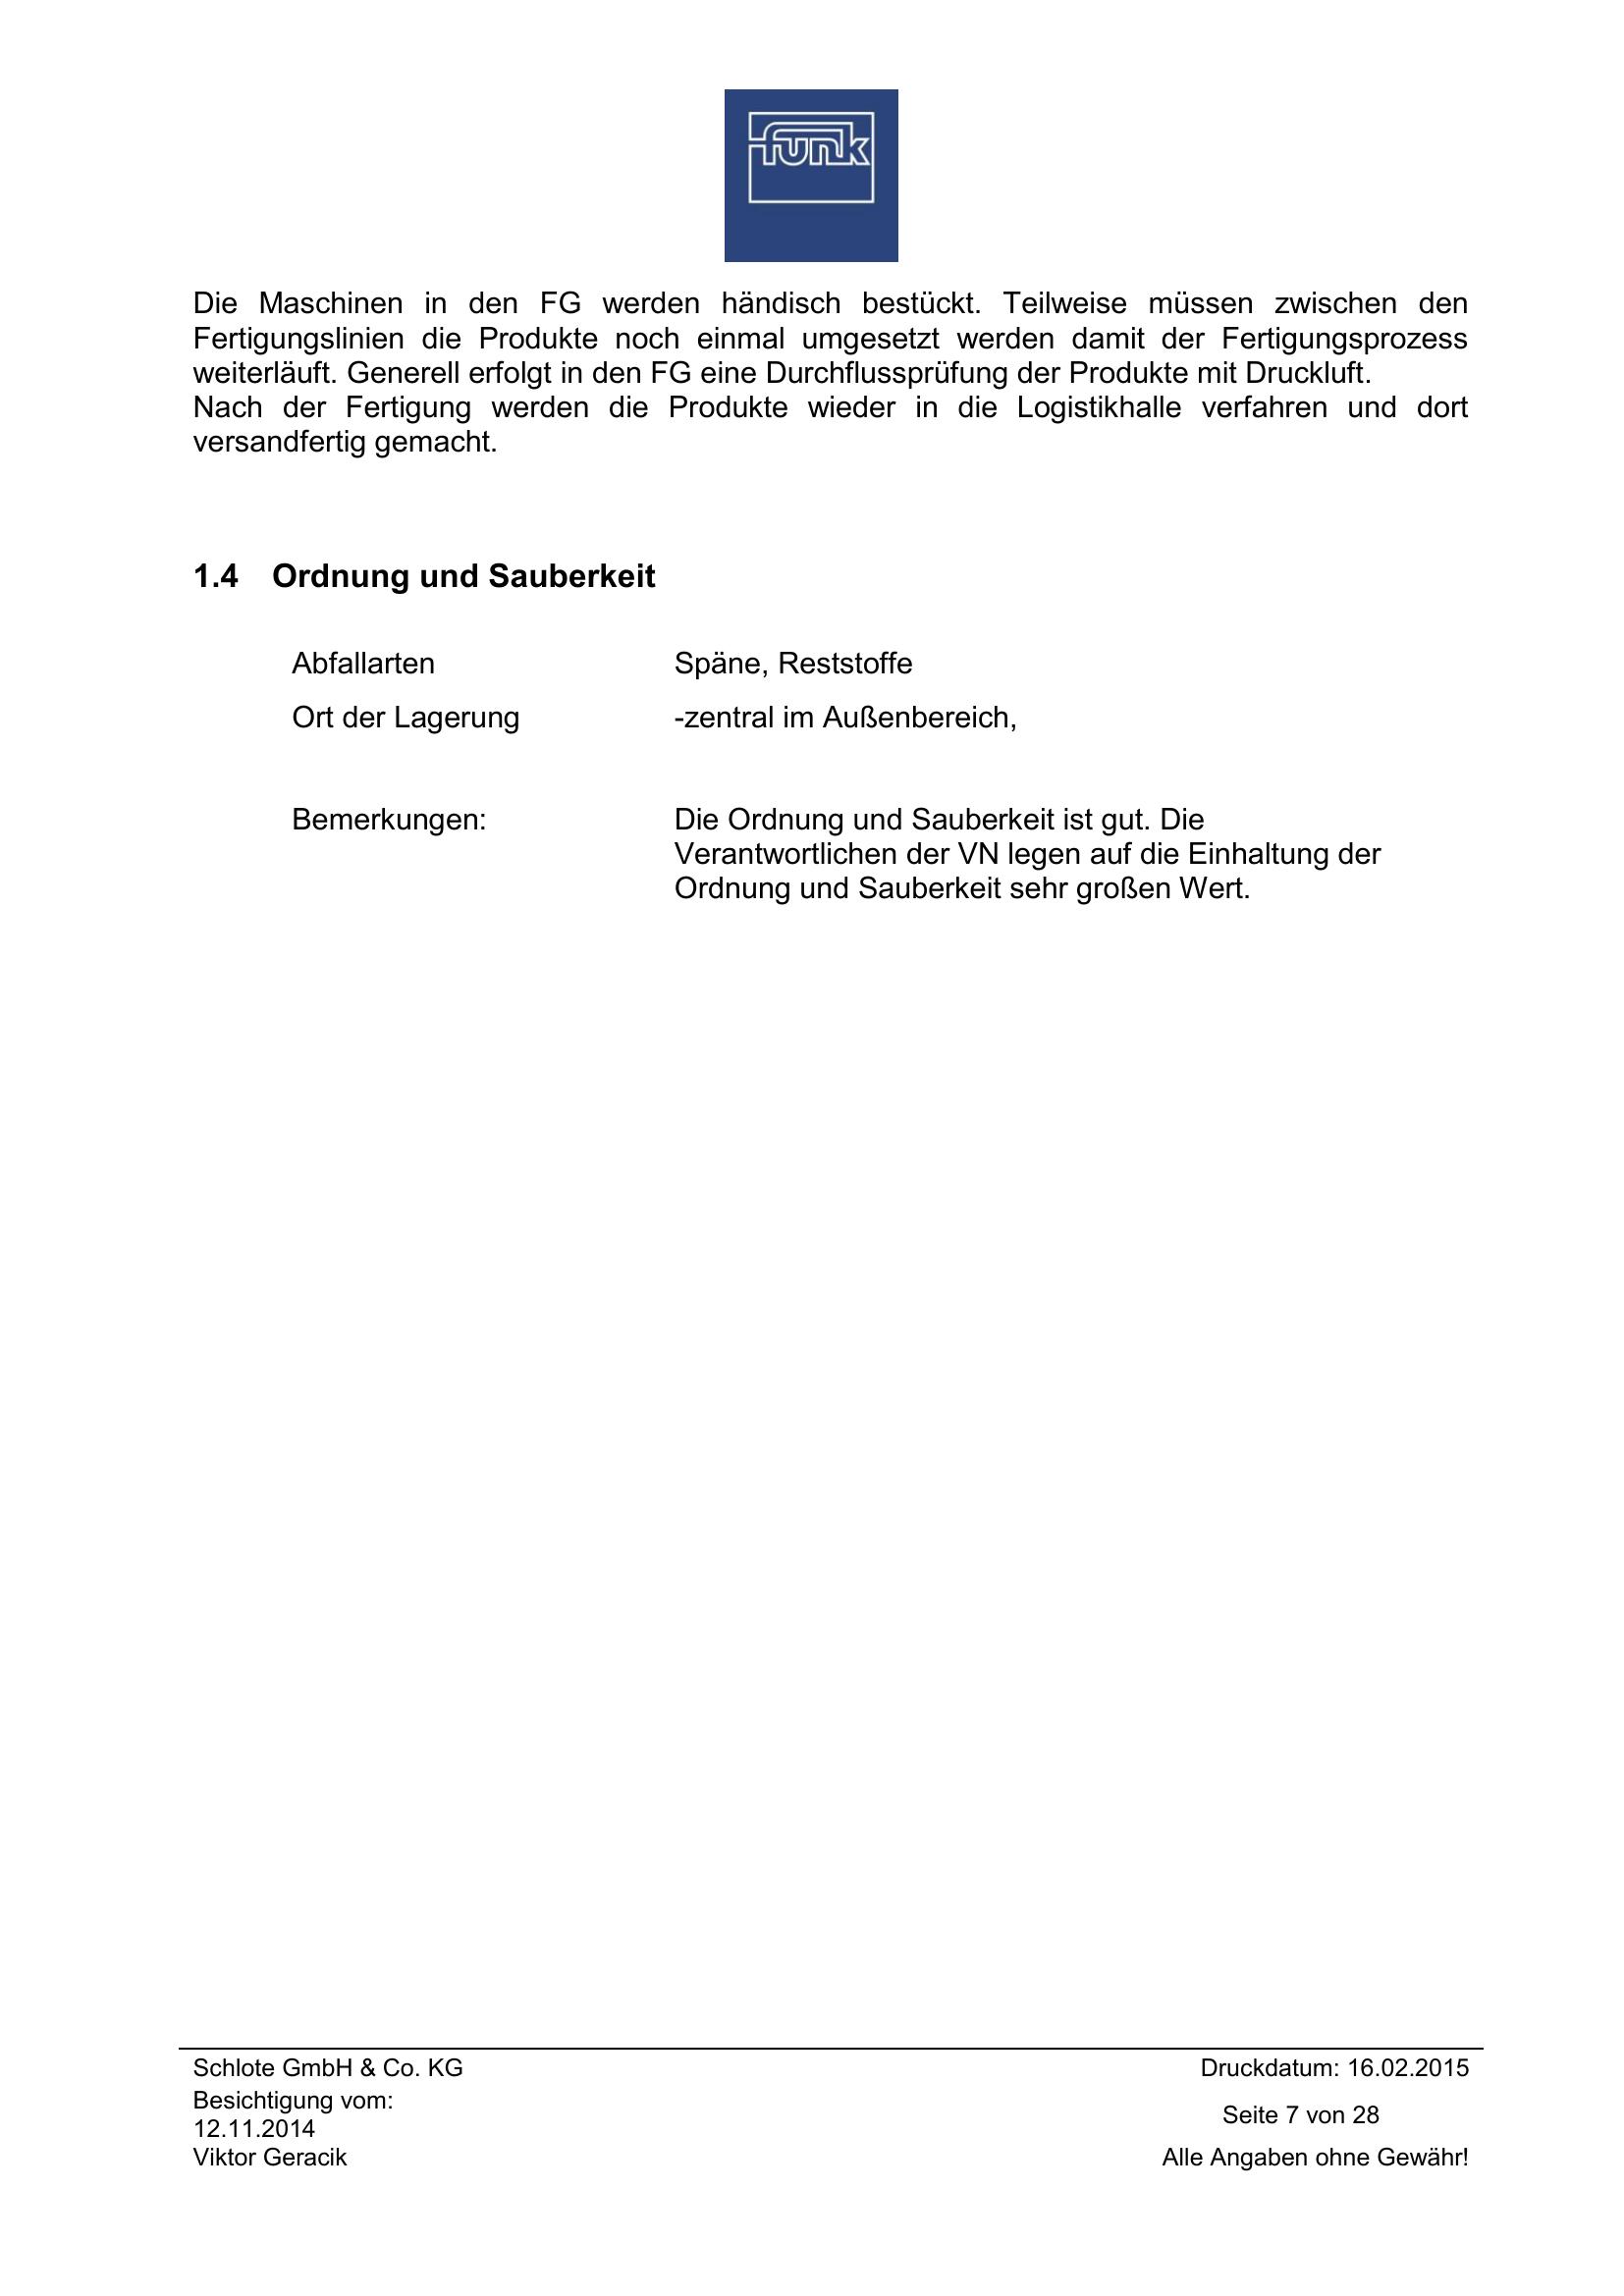 funk
Die Maschinen in den FG werden händisch bestückt. Teilweise müssen zwischen den
Fertigungslinien die Produkte noch einmal umgesetzt werden damit der Fertigungsprozess
weiterläuft. Generell erfolgt in den FG eine Durchflussprüfung der Produkte mit Druckluft.
Nach der Fertigung werden die Produkte wieder in die Logistikhalle verfahren und dort
versandfertig gemacht.
1.4 Ordnung und Sauberkeit
Abfallarten Späne, Reststoffe
Ort der Lagerung -zentral im Außenbereich,
Bemerkungen: Die Ordnung und Sauberkeit ist gut. Die
Verantwortlichen der VN legen auf die Einhaltung der
Ordnung und Sauberkeit sehr großen Wert.
Schlote GmbH & Co. KG Druckdatum: 16.02.2015
Besichtigung vom:
12.11.2014 Seite 7 von 28
Viktor Geracik Alle Angaben ohne Gewähr!